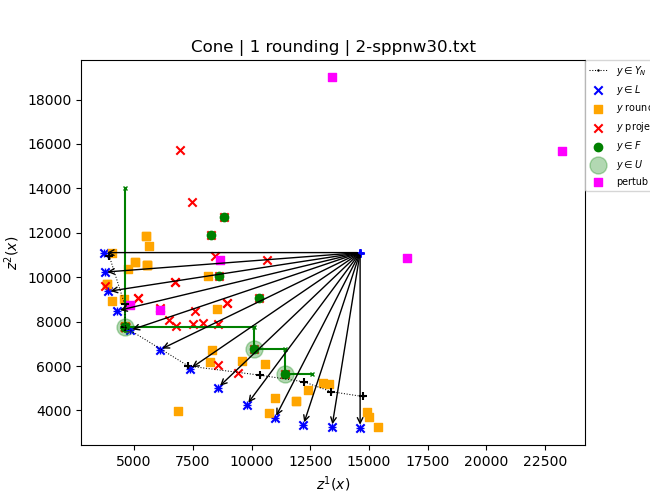 Cone | 1 rounding | 2-sppnw30.txt
z²(x)
18000
16000
14000
12000
10000
8000
6000
4000
5000 7500 10000 12500 15000 17500 20000 22500
z¹(x)
y ∈ Y_N
y ∈ L
y roun
y proje
y ∈ F
y ∈ U
pertub